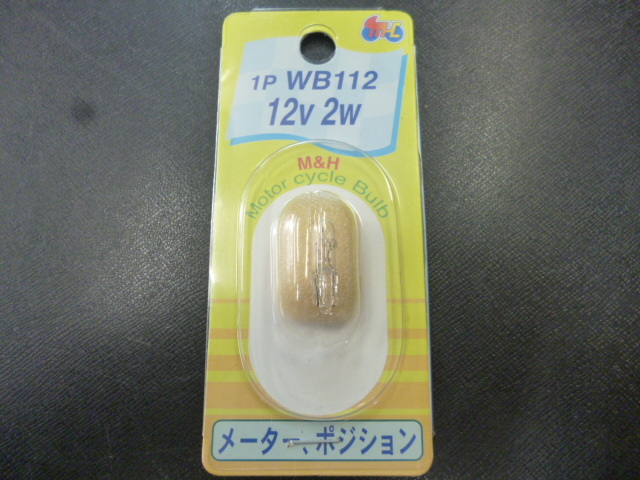 M&H
1P WB112
12V 2W
M&H
Motor cycle Bulb
メーター、ポジション